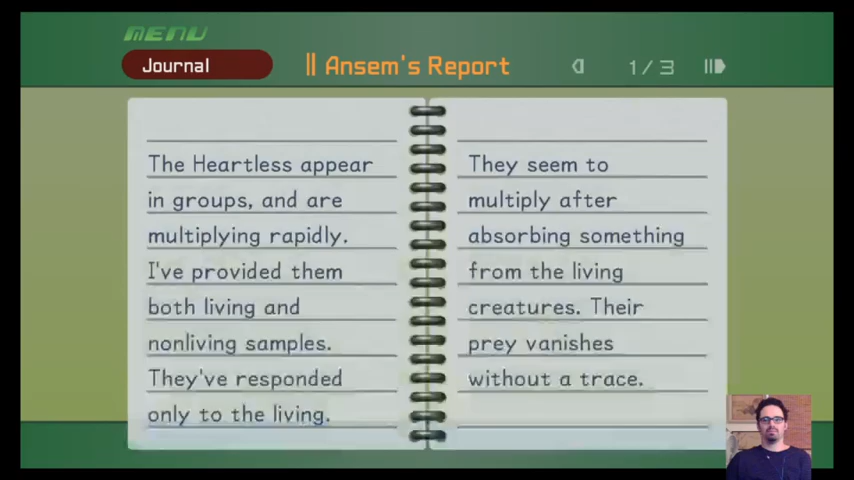 MENU
Journal
Ansem's Report
1/3
The Heartless appear
in groups, and are
multiplying rapidly.
I've provided them
both living and
nonliving samples.
They've responded
only to the living.
They seem to
multiply after
absorbing something
from the living
creatures. Their
prey vanishes
without a trace.